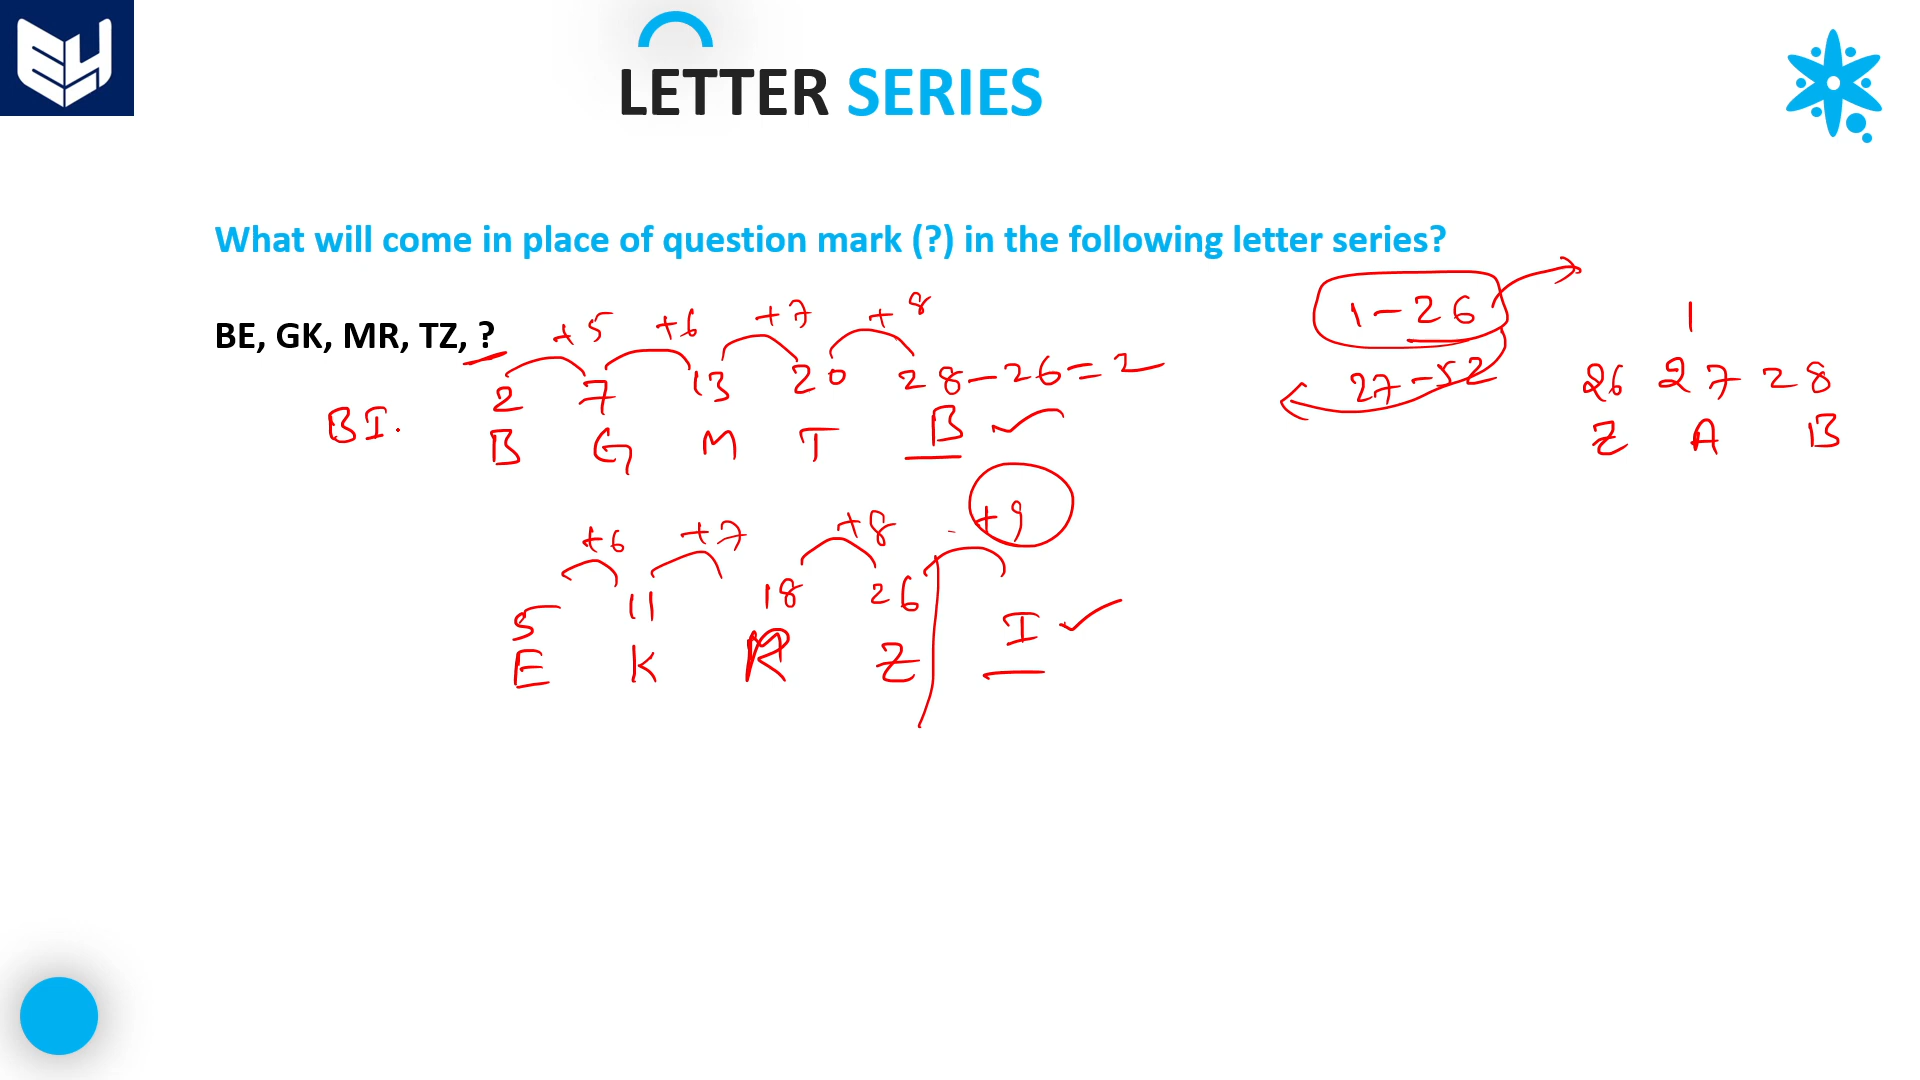 E4
LETTER SERIES
What will come in place of question mark (?) in the following letter series?
BE, GK, MR, TZ, ?
+5 +6 +7 +8
1-26
1
2 7 13 20 28-26=2
27-52
26 27 28
BI.
B G M T B
Z A B
+6 +7 +8 +9
5 11 18 26
E K R Z I